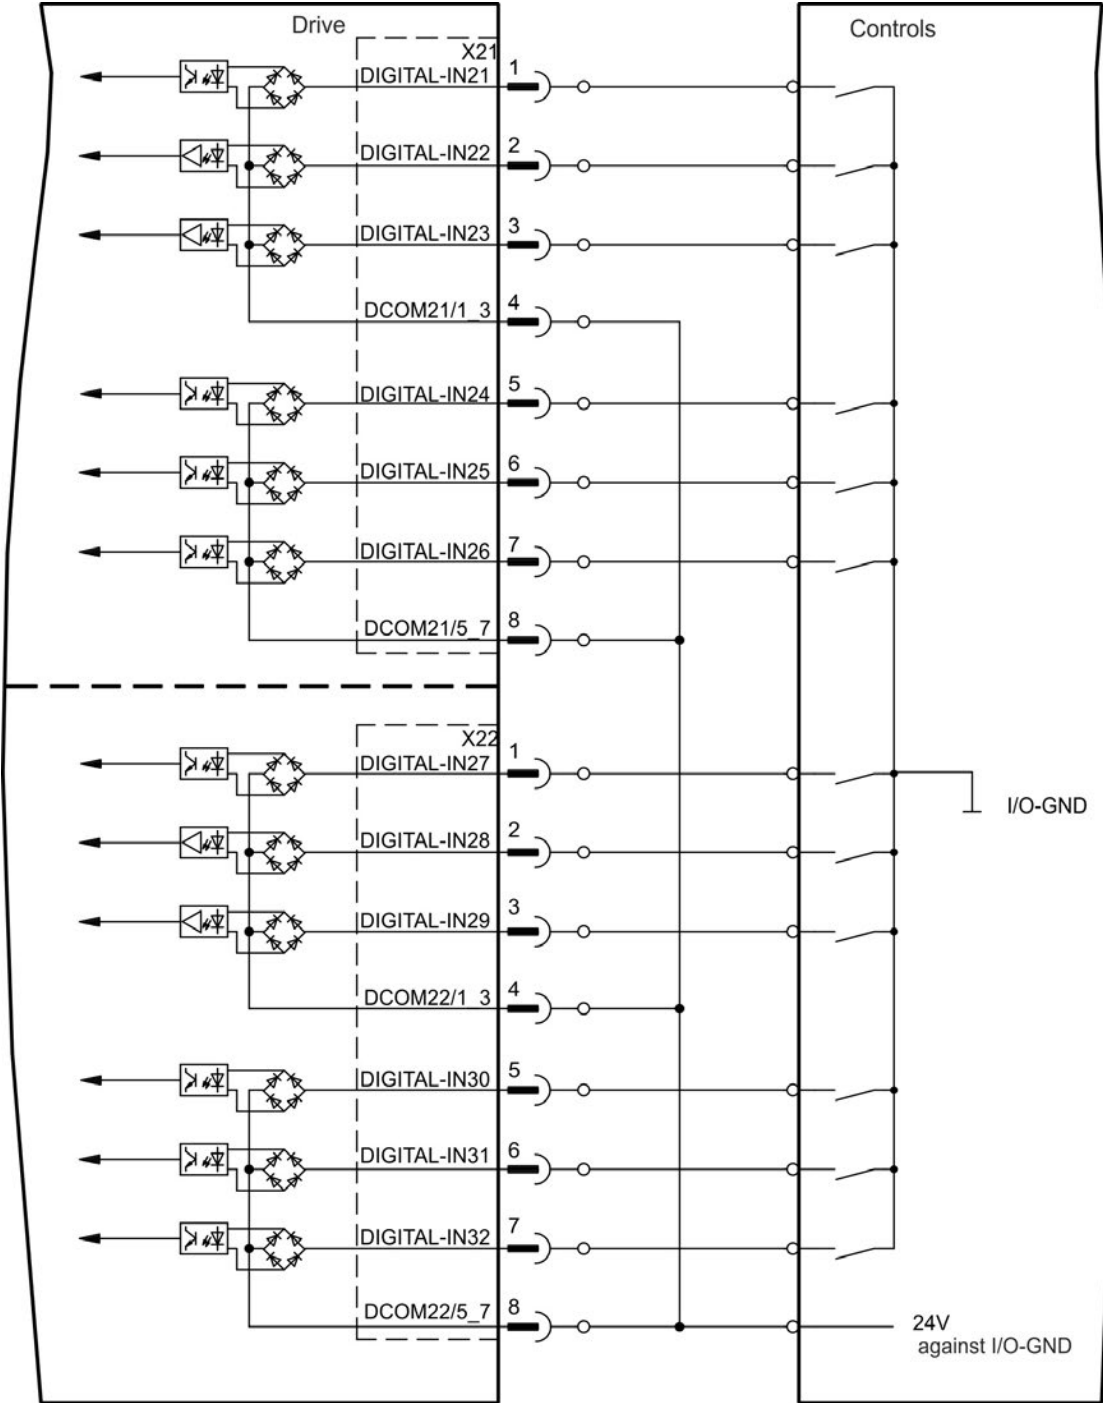 Drive
Controls
X21
DIGITAL-IN21 1
DIGITAL-IN22 2
DIGITAL-IN23 3
DCOM21/1_3 4
DIGITAL-IN24 5
DIGITAL-IN25 6
DIGITAL-IN26 7
DCOM21/5_7 8
X22
DIGITAL-IN27 1
I/O-GND
DIGITAL-IN28 2
DIGITAL-IN29 3
DCOM22/1_3 4
DIGITAL-IN30 5
DIGITAL-IN31 6
DIGITAL-IN32 7
DCOM22/5_7 8
24V
against I/O-GND